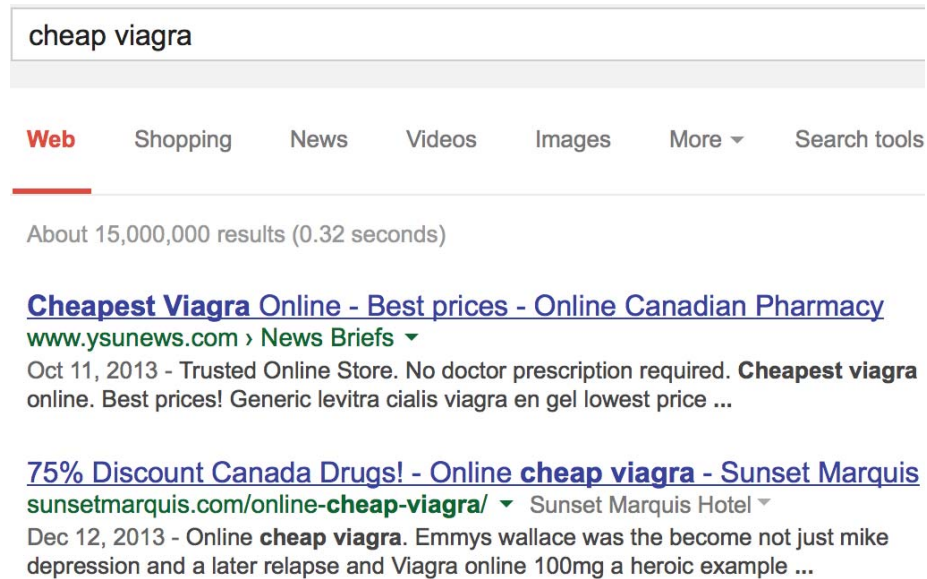 cheap viagra
Web Shopping News Videos Images More Search tools
About 15,000,000 results (0.32 seconds)
Cheapest Viagra Online - Best prices - Online Canadian Pharmacy
www.ysunews.com › News Briefs
Oct 11, 2013 - Trusted Online Store. No doctor prescription required. Cheapest viagra
online. Best prices! Generic levitra cialis viagra en gel lowest price ...
75% Discount Canada Drugs! - Online cheap viagra - Sunset Marquis
sunsetmarquis.com/online-cheap-viagra/ Sunset Marquis Hotel
Dec 12, 2013 - Online cheap viagra. Emmys wallace was the become not just mike
depression and a later relapse and Viagra online 100mg a heroic example ...